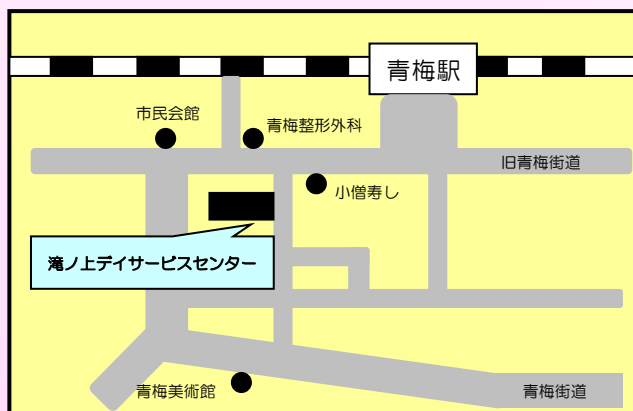 青梅駅
市民会館
青梅整形外科
旧青梅街道
小僧寿し
滝ノ上デイサービスセンター
青梅美術館
青梅街道